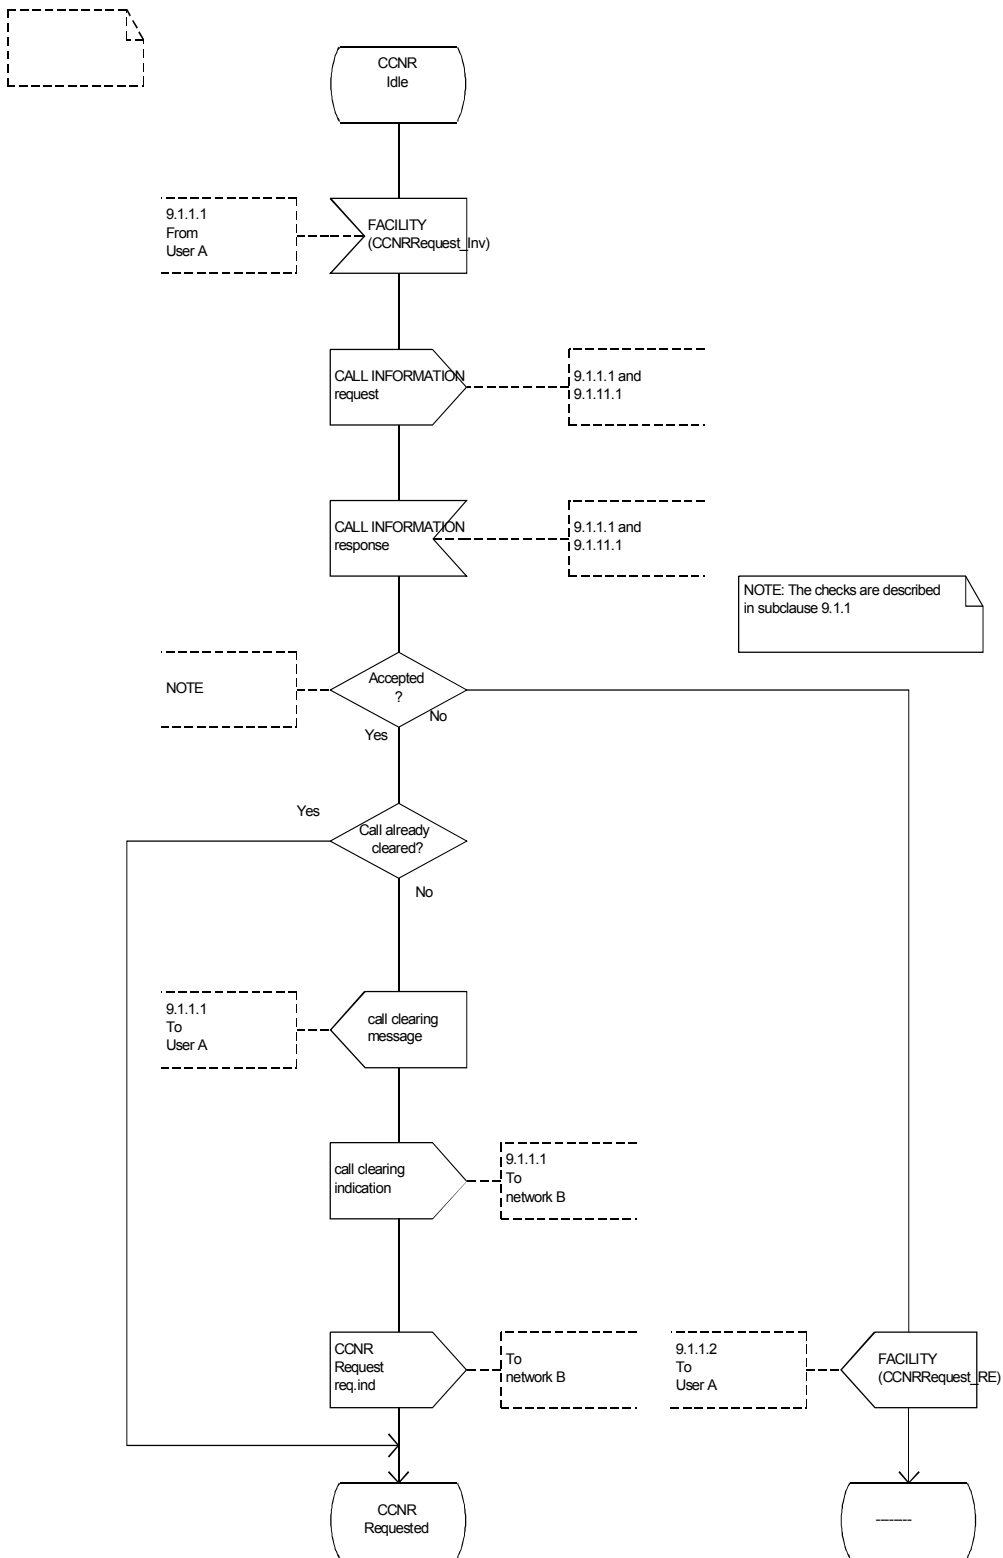 CCNR
Idle
9.1.1.1
From
User A
FACILITY
(CCNRRequest_Inv)
CALL INFORMATION
request
9.1.1.1 and
9.1.11.1
CALL INFORMATION
response
9.1.1.1 and
9.1.11.1
NOTE: The checks are described
in subclause 9.1.1
NOTE
Accepted
?
No
Yes
Yes
Call already
cleared?
No
9.1.1.1
To
User A
call clearing
message
call clearing
indication
9.1.1.1
To
network B
CCNR
Request
req.ind
To
network B
9.1.1.2
To
User A
FACILITY
(CCNRRequest_RE)
CCNR
Requested
--------